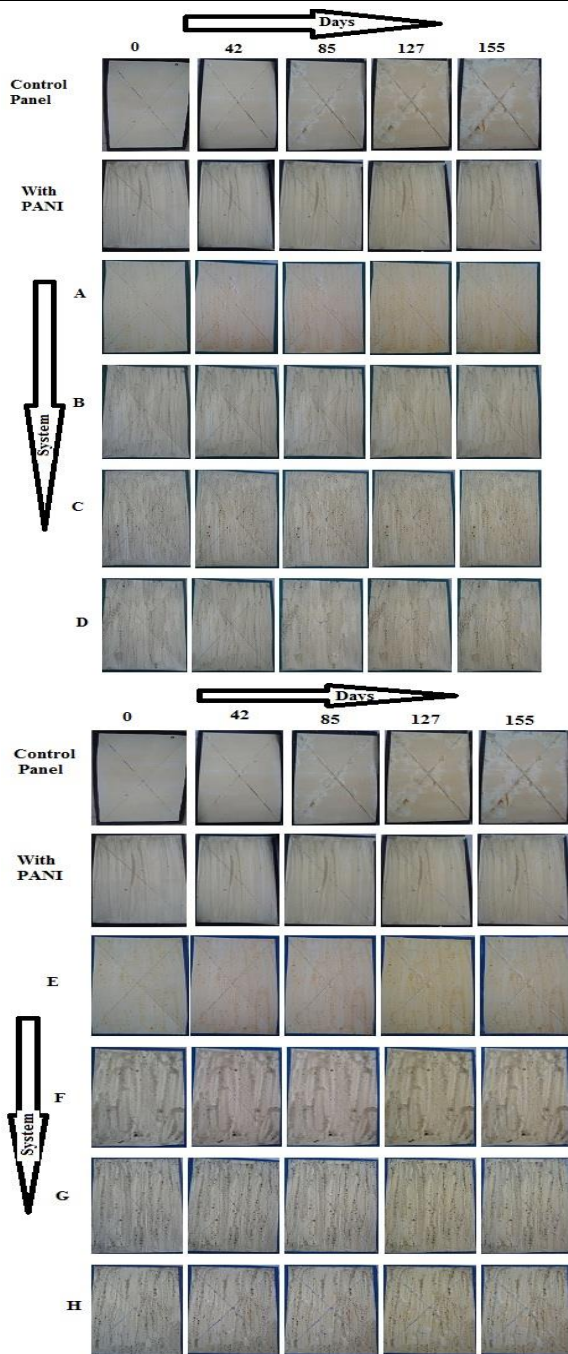 Days
0 42 85 127 155
Control
Panel
With
PANI
A
B
System
C
D
Days
0 42 85 127 155
Control
Panel
With
PANI
E
F
System
G
H